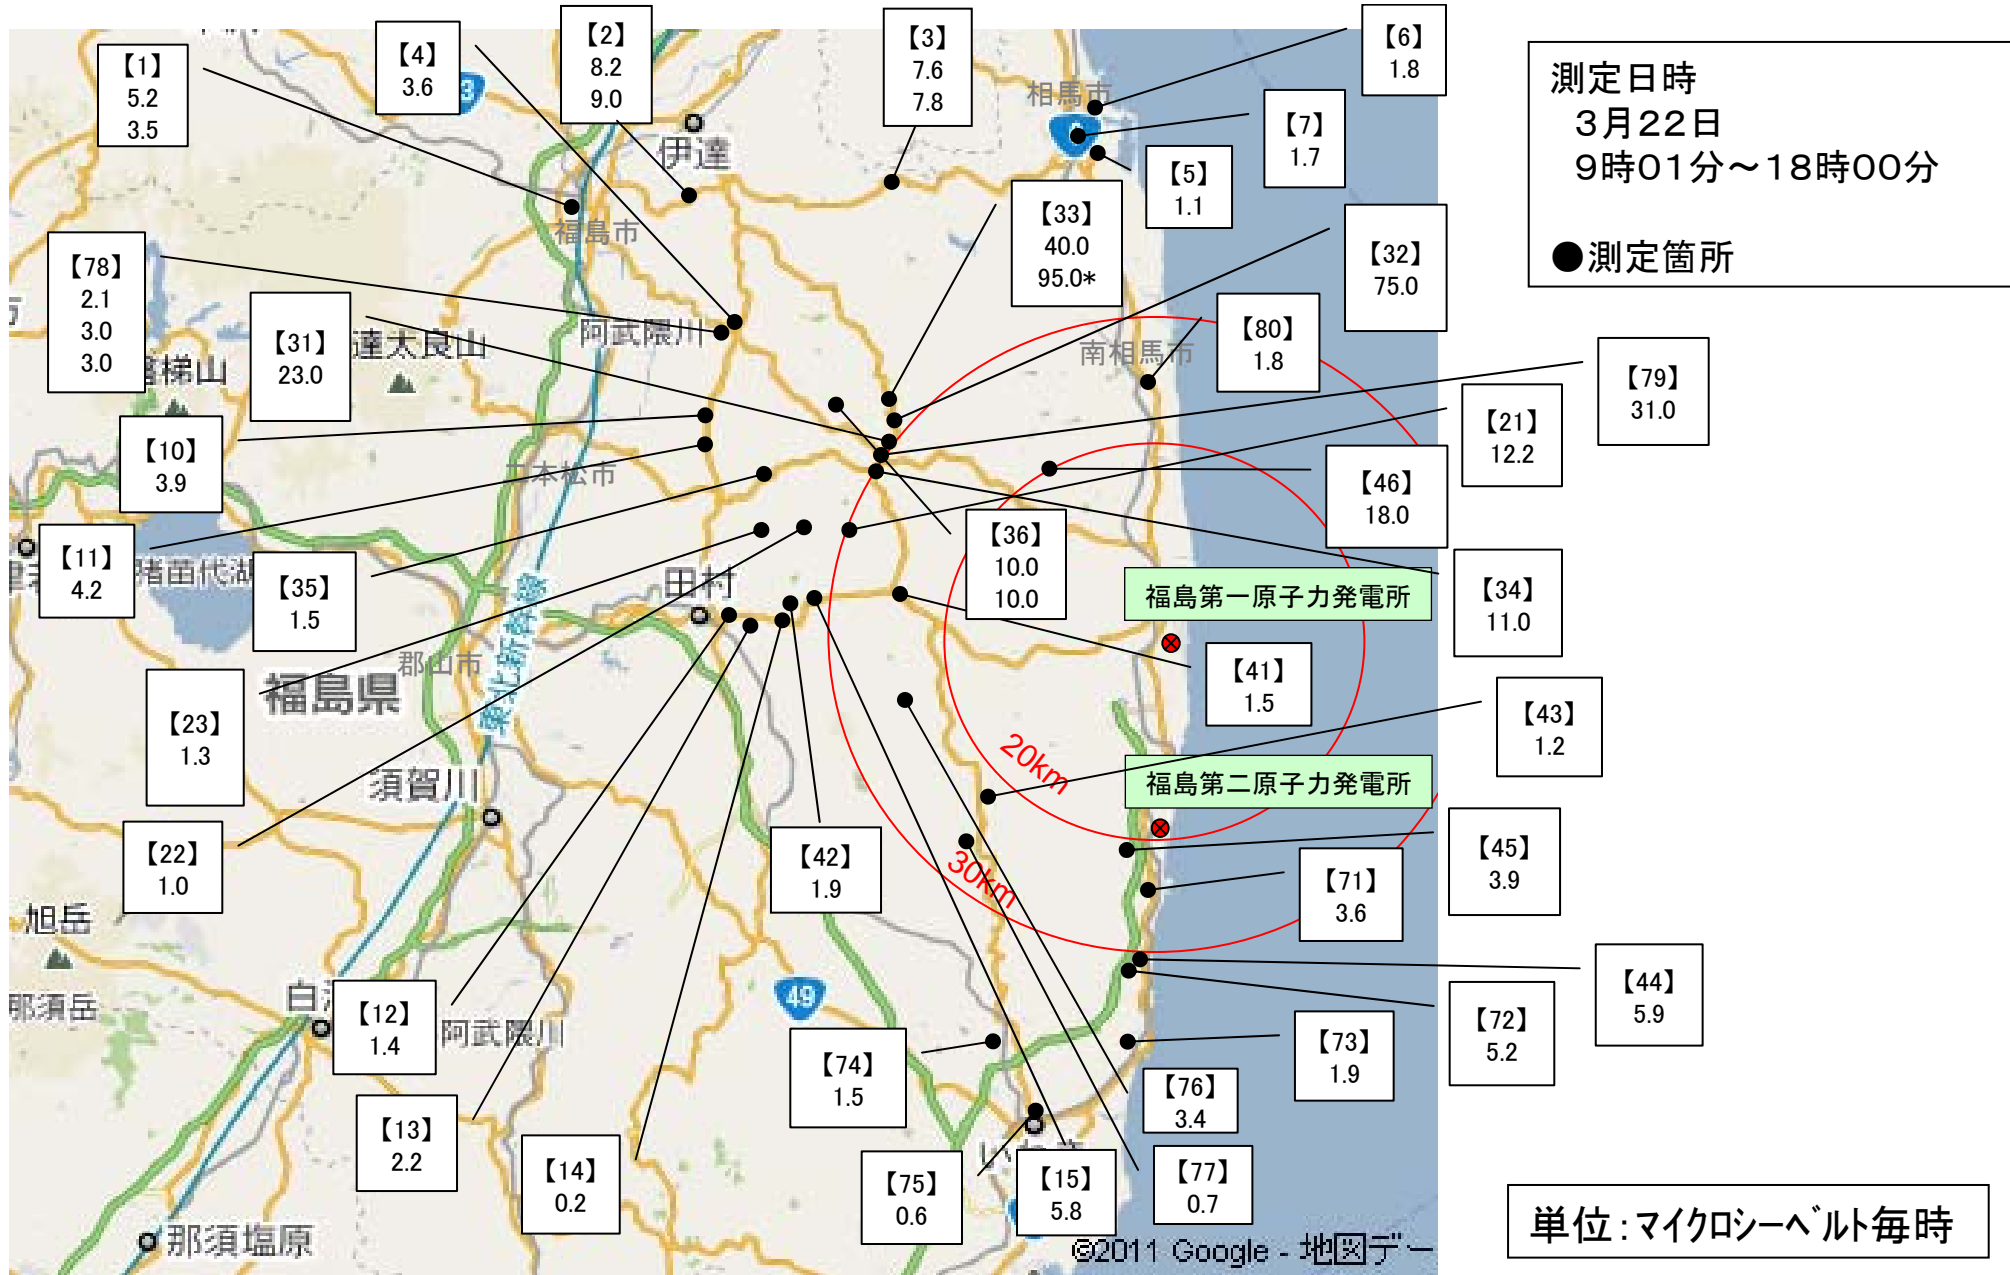 【1】
5.2
3.5
【4】
3.6
【2】
8.2
9.0
【3】
7.6
7.8
【6】
1.8
測定日時
3月22日
9時01分～18時00分
●測定箇所
相馬市
【7】
1.7
伊達
【5】
1.1
福島市
【33】
40.0
95.0*
【32】
75.0
【78】
2.1
3.0
3.0
【31】
23.0
達太良山
阿武隈川
南相馬市
【80】
1.8
【79】
31.0
梯山
【21】
12.2
【10】
3.9
二本松市
【46】
18.0
【11】
4.2
猪苗代湖
【35】
1.5
田村
【36】
10.0
10.0
福島第一原子力発電所
【34】
11.0
東北新幹線
郡山市
福島県
【41】
1.5
【23】
1.3
【43】
1.2
20km
須賀川
福島第二原子力発電所
【22】
1.0
【42】
1.9
30km
【45】
3.9
【71】
3.6
旭岳
49
白
那須岳
【12】
1.4
阿武隈川
【44】
5.9
【72】
5.2
【74】
1.5
【73】
1.9
【76】
3.4
【13】
2.2
【14】
0.2
【75】
0.6
【15】
5.8
【77】
0.7
那須塩原
©2011 Google - 地図デー
単位：マイクロシーベルト毎時